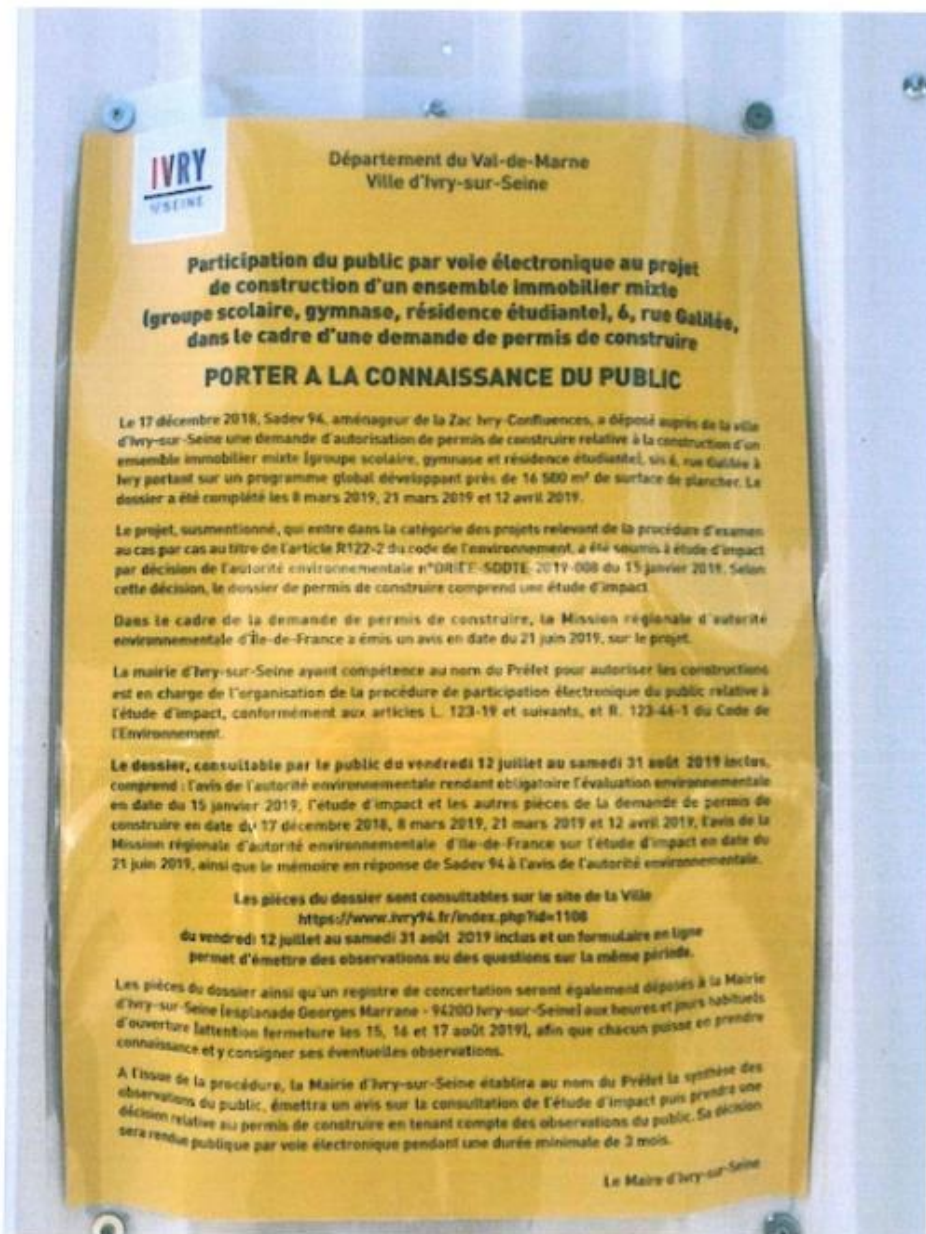 IVRY
s/SEINE
Département du Val-de-Marne
Ville d'Ivry-sur-Seine
Participation du public par voie électronique au projet
de construction d'un ensemble immobilier mixte
(groupe scolaire, gymnase, résidence étudiante), 6, rue Galilée,
dans le cadre d'une demande de permis de construire
PORTER A LA CONNAISSANCE DU PUBLIC
Le 17 décembre 2018, Sadev 94, aménageur de la Zac Ivry-Confluences, a déposé auprès de la ville
d'Ivry-sur-Seine une demande d'autorisation de permis de construire relative à la construction d'un
ensemble immobilier mixte (groupe scolaire, gymnase et résidence étudiante), sis 6, rue Galilée à
Ivry portant sur un programme global développant près de 16 500 m² de surface de plancher. Le
dossier a été complété les 8 mars 2019, 21 mars 2019 et 12 avril 2019.
Le projet, susmentionné, qui entre dans la catégorie des projets relevant de la procédure d'examen
au cas par cas au titre de l'article R122-2 du code de l'environnement, a été soumis à étude d'impact
par décision de l'autorité environnementale n°DRIEE-SDDTE-2019-008 du 15 janvier 2019. Selon
cette décision, le dossier de permis de construire comprend une étude d'impact.
Dans le cadre de la demande de permis de construire, la Mission régionale d'autorité
environnementale d'Île-de-France a émis un avis en date du 21 juin 2019, sur le projet.
La mairie d'Ivry-sur-Seine ayant compétence au nom du Préfet pour autoriser les constructions
est en charge de l'organisation de la procédure de participation électronique du public relative à
l'étude d'impact, conformément aux articles L. 123-19 et suivants, et R. 123-46-1 du Code de
l'Environnement.
Le dossier, consultable par le public du vendredi 12 juillet au samedi 31 août 2019 inclus,
comprend : l'avis de l'autorité environnementale rendant obligatoire l'évaluation environnementale
en date du 15 janvier 2019, l'étude d'impact et les autres pièces de la demande de permis de
construire en date du 17 décembre 2018, 8 mars 2019, 21 mars 2019 et 12 avril 2019, l'avis de la
Mission régionale d'autorité environnementale d'Ile-de-France sur l'étude d'impact en date du
21 juin 2019, ainsi que le mémoire en réponse de Sadev 94 à l'avis de l'autorité environnementale.
Les pièces du dossier sont consultables sur le site de la Ville
https://www.ivry94.fr/index.php?id=1108
du vendredi 12 juillet au samedi 31 août 2019 inclus et un formulaire en ligne
permet d'émettre des observations ou des questions sur la même période.
Les pièces du dossier ainsi qu'un registre de concertation seront également déposés à la Mairie
d'Ivry-sur-Seine (esplanade Georges Marrane - 94200 Ivry-sur-Seine) aux heures et jours habituels
d'ouverture (attention fermeture les 15, 16 et 17 août 2019), afin que chacun puisse en prendre
connaissance et y consigner ses éventuelles observations.
A l'issue de la procédure, la Mairie d'Ivry-sur-Seine établira au nom du Préfet la synthèse des
observations du public, émettra un avis sur la consultation de l'étude d'impact puis prendra une
décision relative au permis de construire en tenant compte des observations du public. Sa décision
sera rendue publique par voie électronique pendant une durée minimale de 3 mois.
Le Maire d'Ivry-sur-Seine